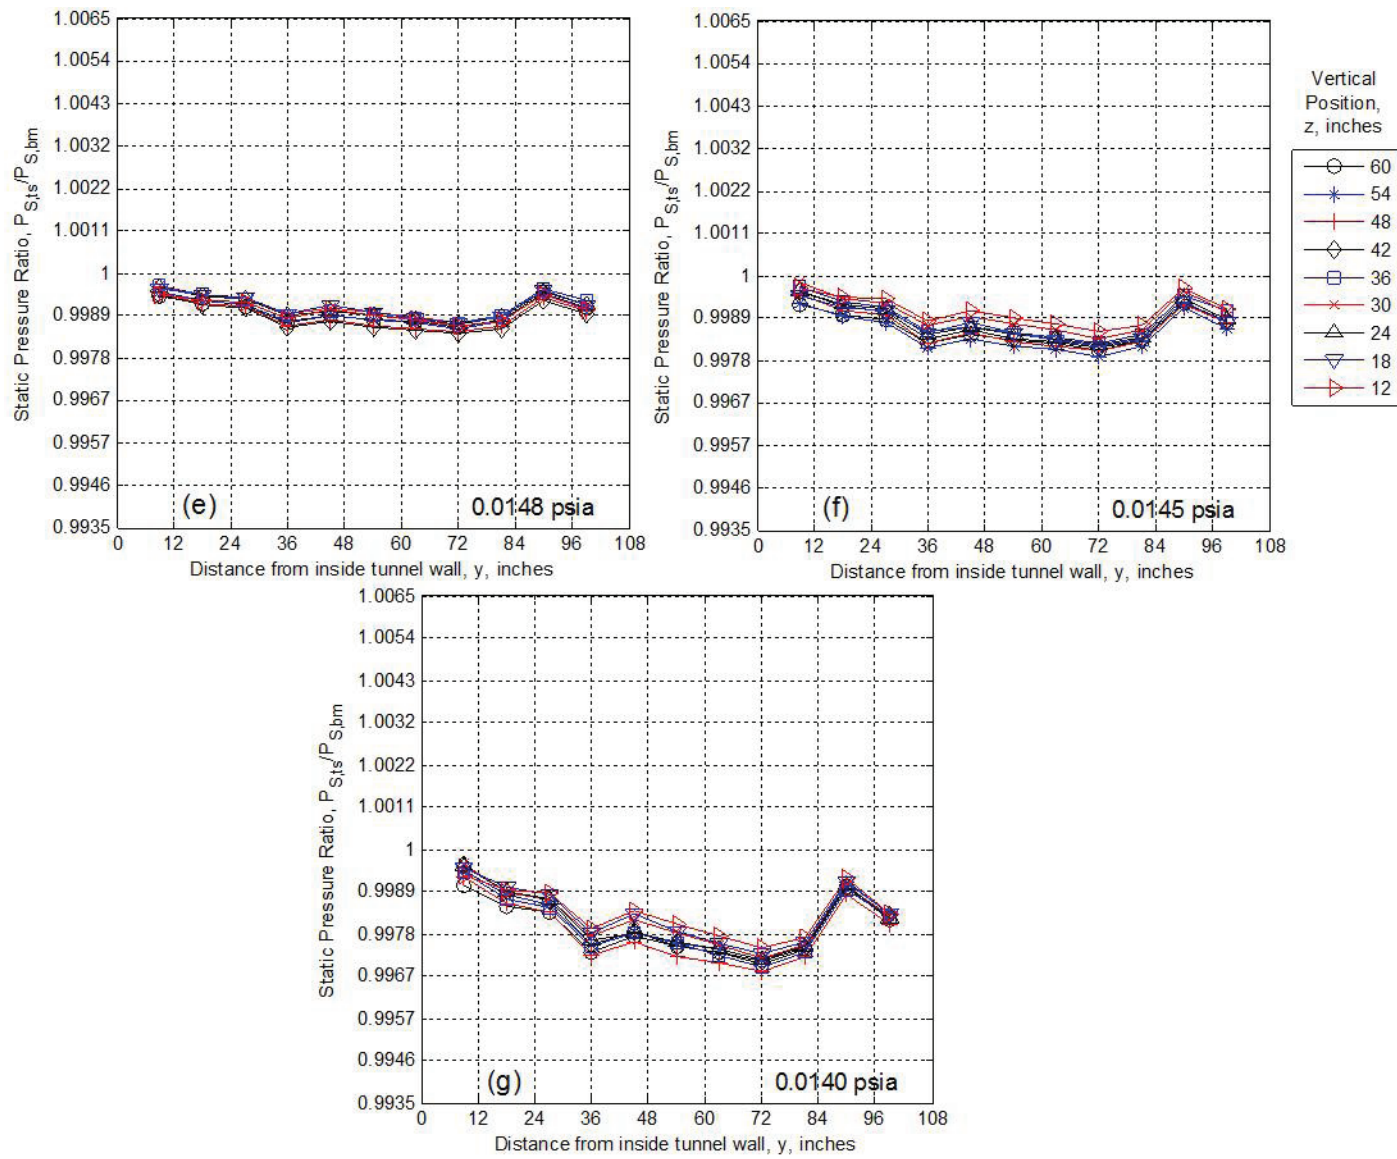 1.0065
1.0054
1.0043
1.0032
1.0022
1.0011
1
0.9989
0.9978
0.9967
0.9957
0.9946
0.9935
Static Pressure Ratio, P S,ts/P S,bm
(e)
0.0148 psia
0 12 24 36 48 60 72 84 96 108
Distance from inside tunnel wall, y, inches
1.0065
1.0054
1.0043
1.0032
1.0022
1.0011
1
0.9989
0.9978
0.9967
0.9957
0.9946
0.9935
Static Pressure Ratio, P S,ts/P S,bm
(f)
0.0145 psia
0 12 24 36 48 60 72 84 96 108
Distance from inside tunnel wall, y, inches
Vertical
Position,
z, inches
60
54
48
42
36
30
24
18
12
1.0065
1.0054
1.0043
1.0032
1.0022
1.0011
1
0.9989
0.9978
0.9967
0.9957
0.9946
0.9935
Static Pressure Ratio, P S,ts/P S,bm
(g)
0.0140 psia
0 12 24 36 48 60 72 84 96 108
Distance from inside tunnel wall, y, inches